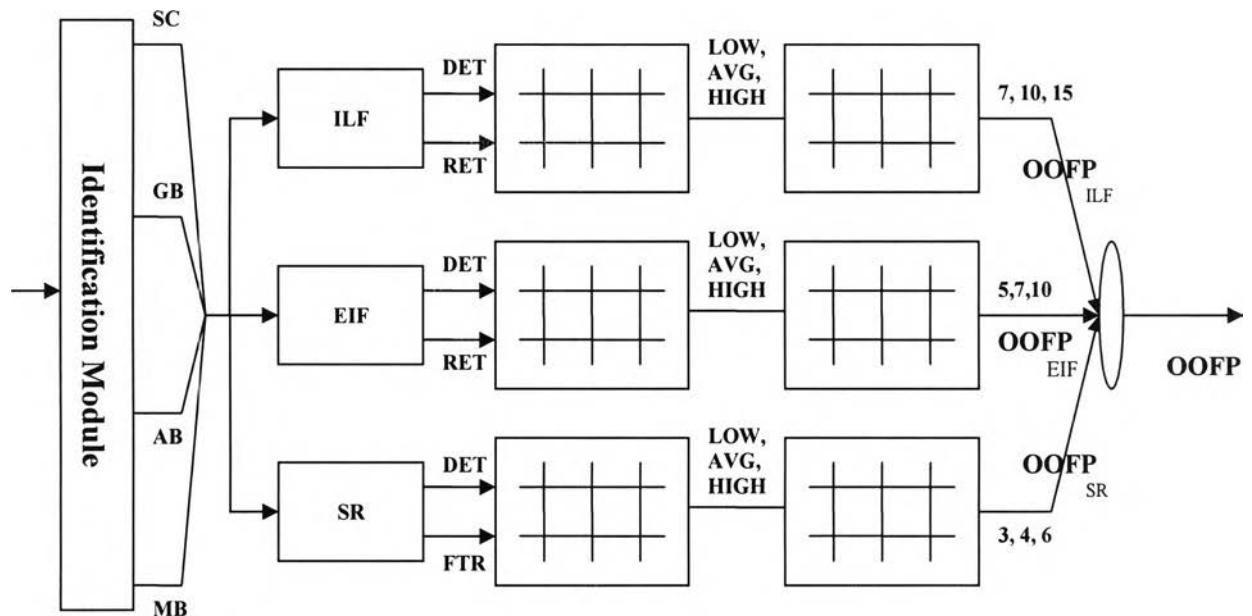 SC
GB
AB
MB
Identification Module
ILF
DET
RET
LOW,
AVG,
HIGH
7, 10, 15
OOFP
ILF
EIF
DET
RET
LOW,
AVG,
HIGH
5,7,10
OOFP
EIF
SR
DET
FTR
LOW,
AVG,
HIGH
OOFP
SR
3, 4, 6
OOFP